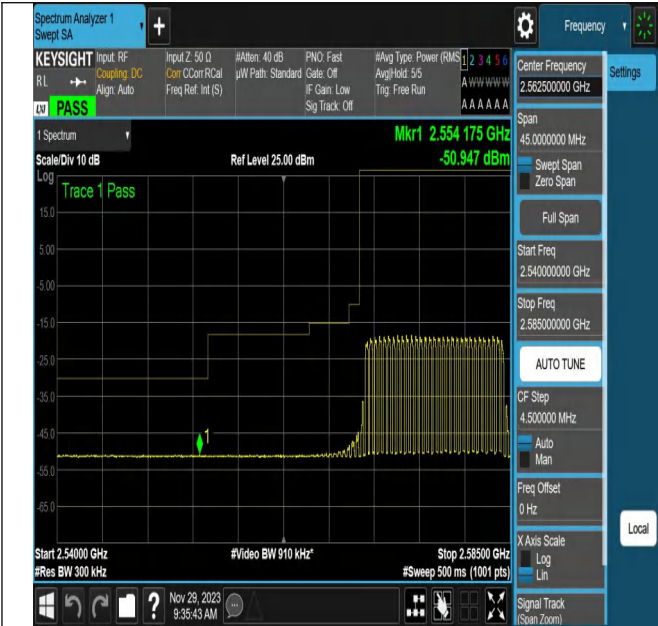 Spectrum Analyzer 1
Swept SA
+
Frequency
KEYSIGHT
RL
LXI
PASS
Input: RF
Coupling: DC
Align: Auto
Input Z: 50 Ω
Corr CCorr RCal
Freq Ref: Int (S)
#Atten: 40 dB
µW Path: Standard
PNO: Fast
Gate: Off
IF Gain: Low
Sig Track: Off
#Avg Type: Power (RMS
Avg|Hold: 5/5
Trig: Free Run
1 2 3 4 5 6
A W W W W W
A A A A A A
1 Spectrum
Scale/Div 10 dB
Ref Level 25.00 dBm
Mkr1 2.554 175 GHz
-50.947 dBm
Log
Trace 1 Pass
15.0
5.00
-5.00
-15.0
-25.0
-35.0
-45.0
-55.0
-65.0
1
Start 2.54000 GHz
#Res BW 300 kHz
#Video BW 910 kHz*
Stop 2.58500 GHz
#Sweep 500 ms (1001 pts)
Center Frequency
2.562500000 GHz
Span
45.0000000 MHz
Swept Span
Zero Span
Full Span
Start Freq
2.540000000 GHz
Stop Freq
2.585000000 GHz
AUTO TUNE
CF Step
4.500000 MHz
Auto
Man
Freq Offset
0 Hz
X Axis Scale
Log
Lin
Signal Track
(Span Zoom)
Settings
Local
?
Nov 29, 2023
9:35:43 AM